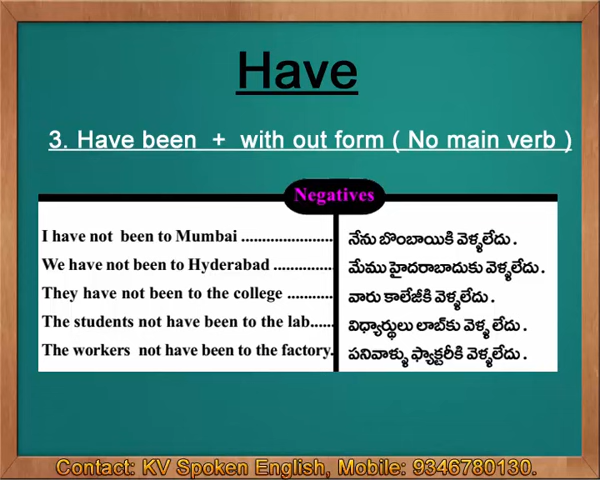 Have
3. Have been + with out form ( No main verb )
Negatives
I have not been to Mumbai ....................... నేను బొంబాయికి వెళ్ళలేదు .
We have not been to Hyderabad ............... మేము హైదరాబాదుకు వెళ్ళలేదు .
They have not been to the college ........... వారు కాలేజీకి వెళ్ళలేదు .
The students not have been to the lab...... విధ్యార్థులు లాబ్‌కు వెళ్ళ లేదు .
The workers not have been to the factory. పనివాళ్ళు ఫ్యాక్టరీకి వెళ్ళలేదు .
Contact: KV Spoken English, Mobile: 9346780130.